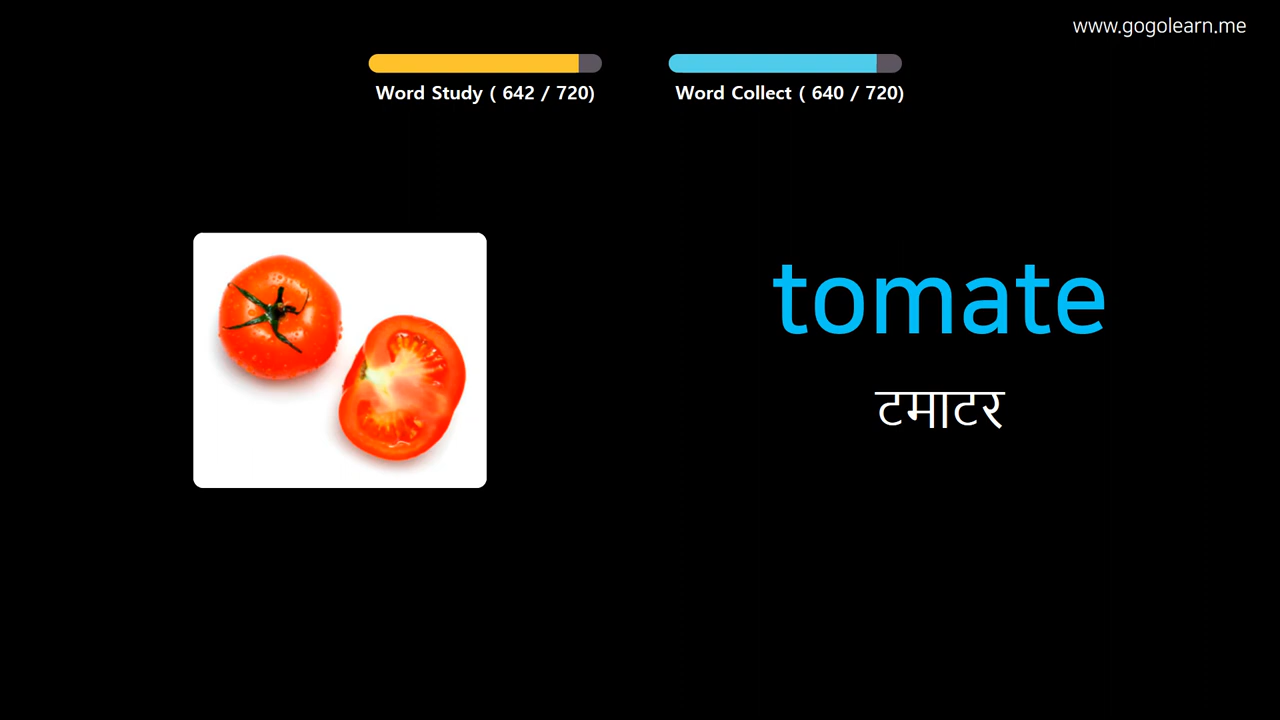 www.gogolearn.me
Word Study ( 642 / 720)
Word Collect ( 640 / 720)
tomate
टमाटर